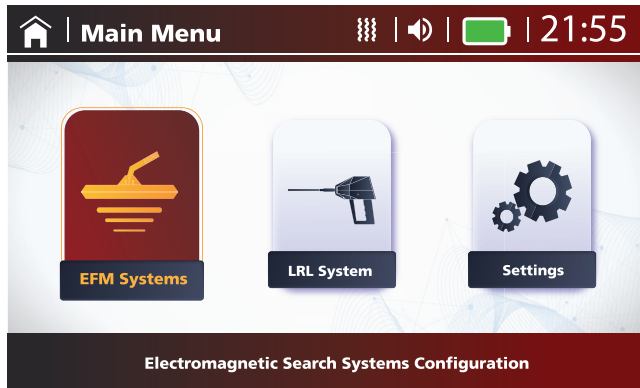 Main Menu
21:55
EFM Systems
LRL System
Settings
Electromagnetic Search Systems Configuration